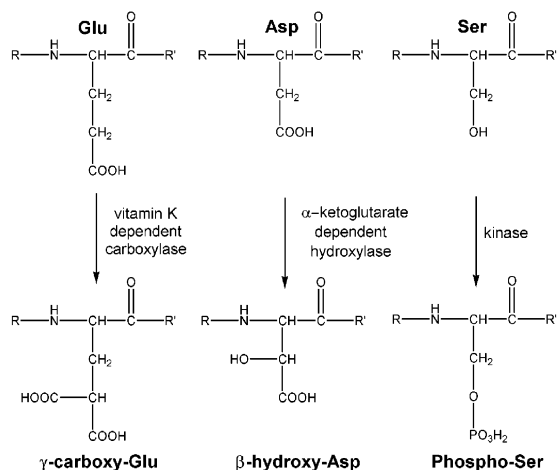 Glu
Asp
Ser
R
H
N
CH
O
C
R'
CH2
CH2
COOH
R
H
N
CH
O
C
R'
CH2
COOH
R
H
N
CH
O
C
R'
CH2
OH
vitamin K
dependent
carboxylase
α-ketoglutarate
dependent
hydroxylase
kinase
R
H
N
CH
O
C
R'
CH2
HOOC
CH
COOH
R
H
N
CH
O
C
R'
HO
CH
COOH
R
H
N
CH
O
C
R'
CH2
O
PO3H2
γ-carboxy-Glu
β-hydroxy-Asp
Phospho-Ser